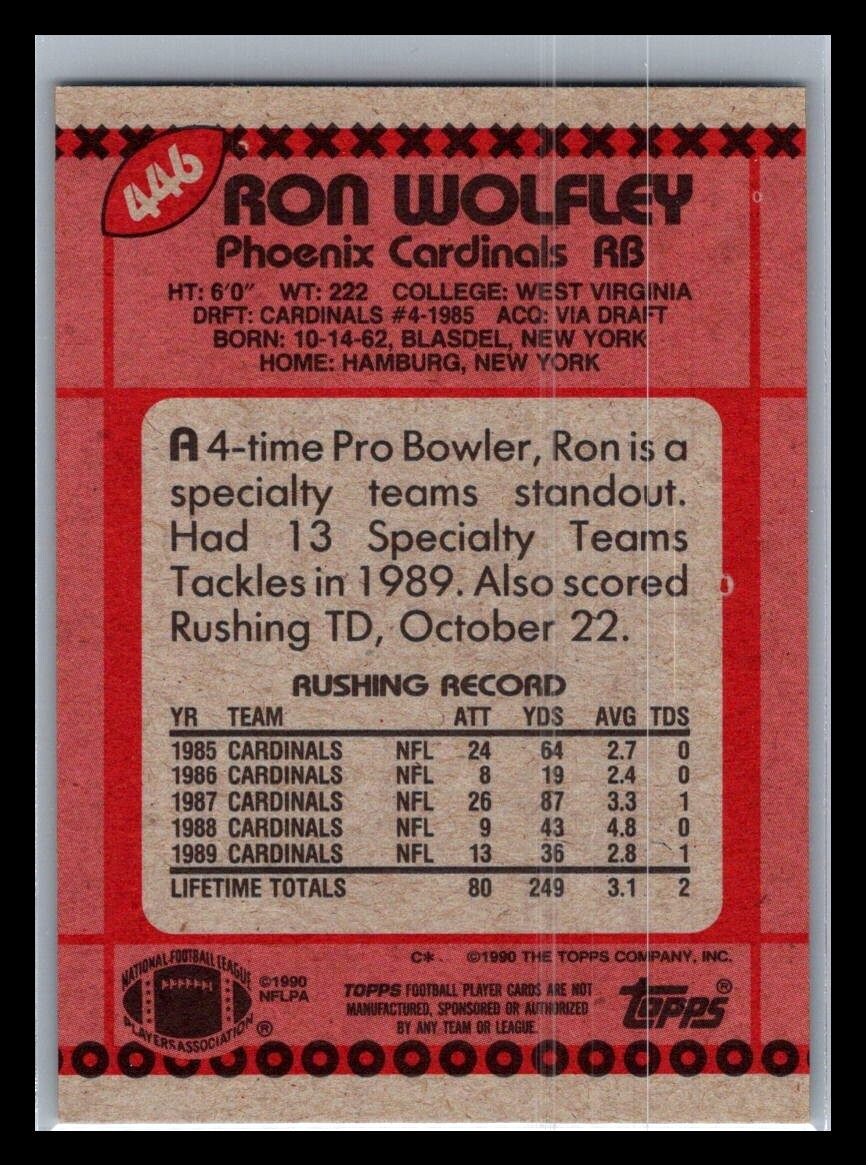 446
RON WOLFLEY
Phoenix Cardinals RB
HT: 6'0" WT: 222 COLLEGE: WEST VIRGINIA
DRFT: CARDINALS #4-1985 ACQ: VIA DRAFT
BORN: 10-14-62, BLASDEL, NEW YORK
HOME: HAMBURG, NEW YORK
A 4-time Pro Bowler, Ron is a
specialty teams standout.
Had 13 Specialty Teams
Tackles in 1989. Also scored
Rushing TD, October 22.
RUSHING RECORD
YR TEAM ATT YDS AVG TDS
1985 CARDINALS NFL 24 64 2.7 0
1986 CARDINALS NFL 8 19 2.4 0
1987 CARDINALS NFL 26 87 3.3 1
1988 CARDINALS NFL 9 43 4.8 0
1989 CARDINALS NFL 13 36 2.8 1
LIFETIME TOTALS 80 249 3.1 2
C* ©1990 THE TOPPS COMPANY, INC.
NATIONAL FOOTBALL LEAGUE
PLAYERS ASSOCIATION ®
©1990
NFLPA
TOPPS FOOTBALL PLAYER CARDS ARE NOT
MANUFACTURED, SPONSORED OR AUTHORIZED
BY ANY TEAM OR LEAGUE.
topps®